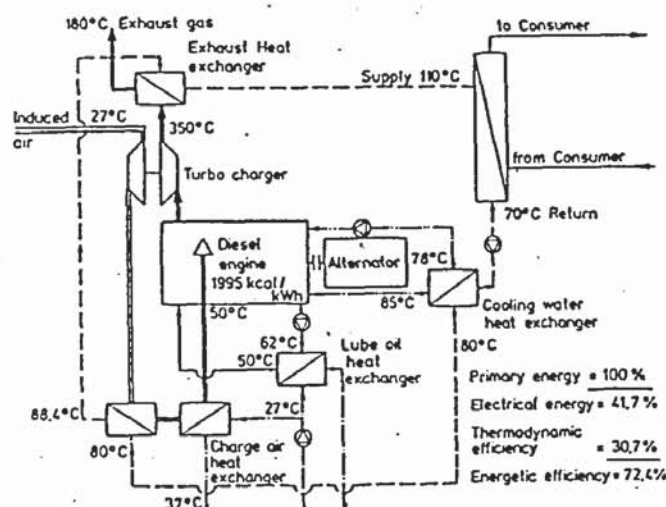 180°C Exhaust gas
Exhaust Heat
exchanger
to Consumer
Supply 110°C
Induced
air
27°C
350°C
from Consumer
Turbo charger
70°C Return
Diesel
engine
1995 kcal/
kWh
Alternator
78°C
85°C
Cooling water
heat exchanger
50°C
62°C
50°C
Lube oil
heat
exchanger
80°C
Primary energy = 100%
Electrical energy = 41,7%
Thermodynamic
efficiency = 30,7%
Energetic efficiency = 72,4%
88,4°C
27°C
80°C
Charge air
heat
exchanger
37°C